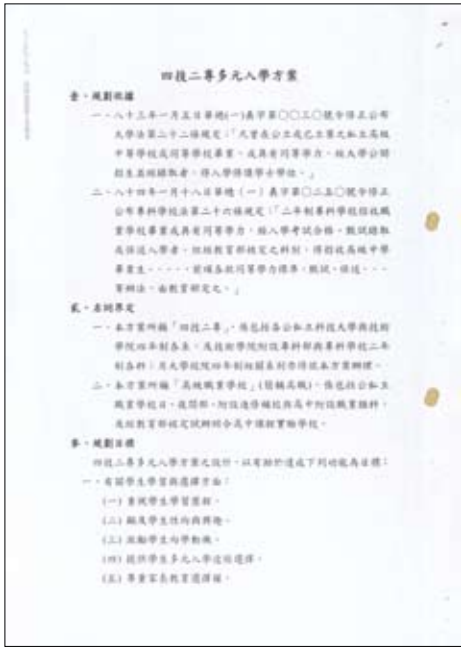 四技二專多元入學方案
壹、規劃依據
一、八十三年一月五日華總(一)義字第〇〇三〇號令修正公布
大學法第二十二條規定：「凡曾在公立或已立案之私立高級
中等學校或同等學校畢業，或具有同等學力，經大學公開
招生並經錄取者，得入學修讀學士學位。」
二、八十四年一月十八日華總（一）義字第〇二五〇號令修正
公布專科學校法第二十六條規定：「二年制專科學校招收職
業學校畢業或具有同等學力，經入學考試合格、甄試錄取
或保送入學者，但經教育部核定之科別，得招收高級中學
畢業生．．．．．，前項各款同等學力標準、甄試、保送．．．
等辦法，由教育部定之。」
貳、名詞界定
一、本方案所稱「四技二專」，係包括各公私立科技大學與技術
學院四年制各系，及技術學院附設專科部與專科學校二年
制各科；另大學校院四年制相關系別亦得依本方案辦理。
二、本方案所稱「高級職業學校」(簡稱高職)，係包括公私立
職業學校日、夜間部、附設進修補校與高中附設職業類科，
及經教育部核定試辦綜合高中課程實驗學校。
參、規劃目標
四技二專多元入學方案之設計，以有助於達成下列功能為目標：
一、有關學生學習與選擇方面：
(一) 重視學生學習歷程。
(二) 顧及學生性向與興趣。
(三) 激勵學生向學動機。
(四) 提供學生多元入學途徑選擇。
(五) 尊重家長教育選擇權。